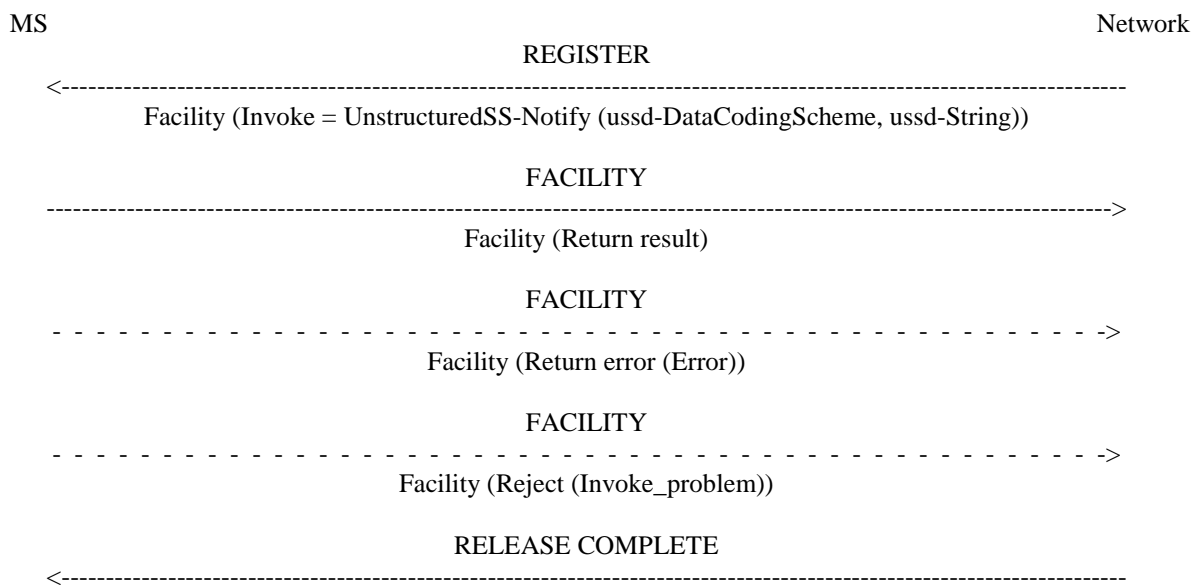 MS Network
REGISTER
<------------------------------------------------------------------------------------------------------------------------
Facility (Invoke = UnstructuredSS-Notify (ussd-DataCodingScheme, ussd-String))
FACILITY
------------------------------------------------------------------------------------------------------------------------>
Facility (Return result)
FACILITY
- - - - - - - - - - - - - - - - - - - - - - - - - - - - - - - - - - - - - - - - - - - - - - - - - - - - - - - - - ->
Facility (Return error (Error))
FACILITY
- - - - - - - - - - - - - - - - - - - - - - - - - - - - - - - - - - - - - - - - - - - - - - - - - - - - - - - - - ->
Facility (Reject (Invoke_problem))
RELEASE COMPLETE
<------------------------------------------------------------------------------------------------------------------------